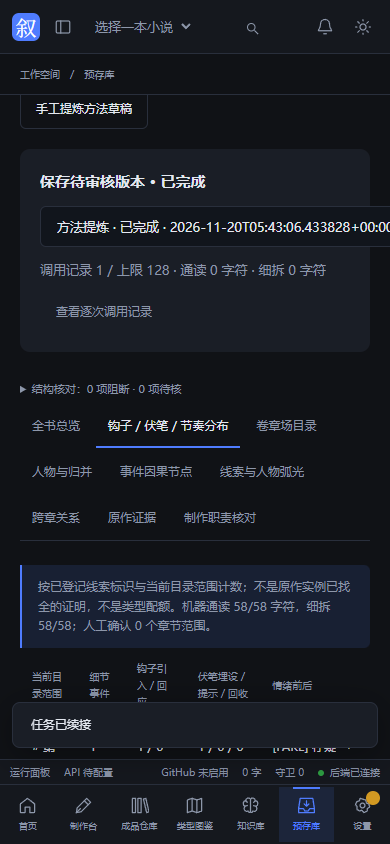 叙
选择一本小说
工作空间 / 预存库
手工提炼方法草稿
保存待审核版本 • 已完成
方法提炼 · 已完成 · 2026-11-20T05:43:06.433828+00:00
调用记录 1 / 上限 128 · 通读 0 字符 · 细拆 0 字符
查看逐次调用记录
▶ 结构核对：0 项阻断 · 0 项待核
全书总览
钩子 / 伏笔 / 节奏分布
卷章场目录
人物与归并
事件因果节点
线索与人物弧光
跨章关系
原作证据
制作职责核对
按已登记线索标识与当前目录范围计数；不是原作实例已找
全的证明，不是类型配额。机器通读 58/58 字符，细拆
58/58；人工确认 0 个章节范围。
当前目
录范围
细节
事件
钩子引
入 / 回
应
伏笔埋设 /
提示 / 回收
情绪前后
任务已续接
运行面板
API 待配置
GitHub 未启用
0 字
守卫 0
后端已连接
首页
制作台
成品仓库
类型图鉴
知识库
预存库
设置